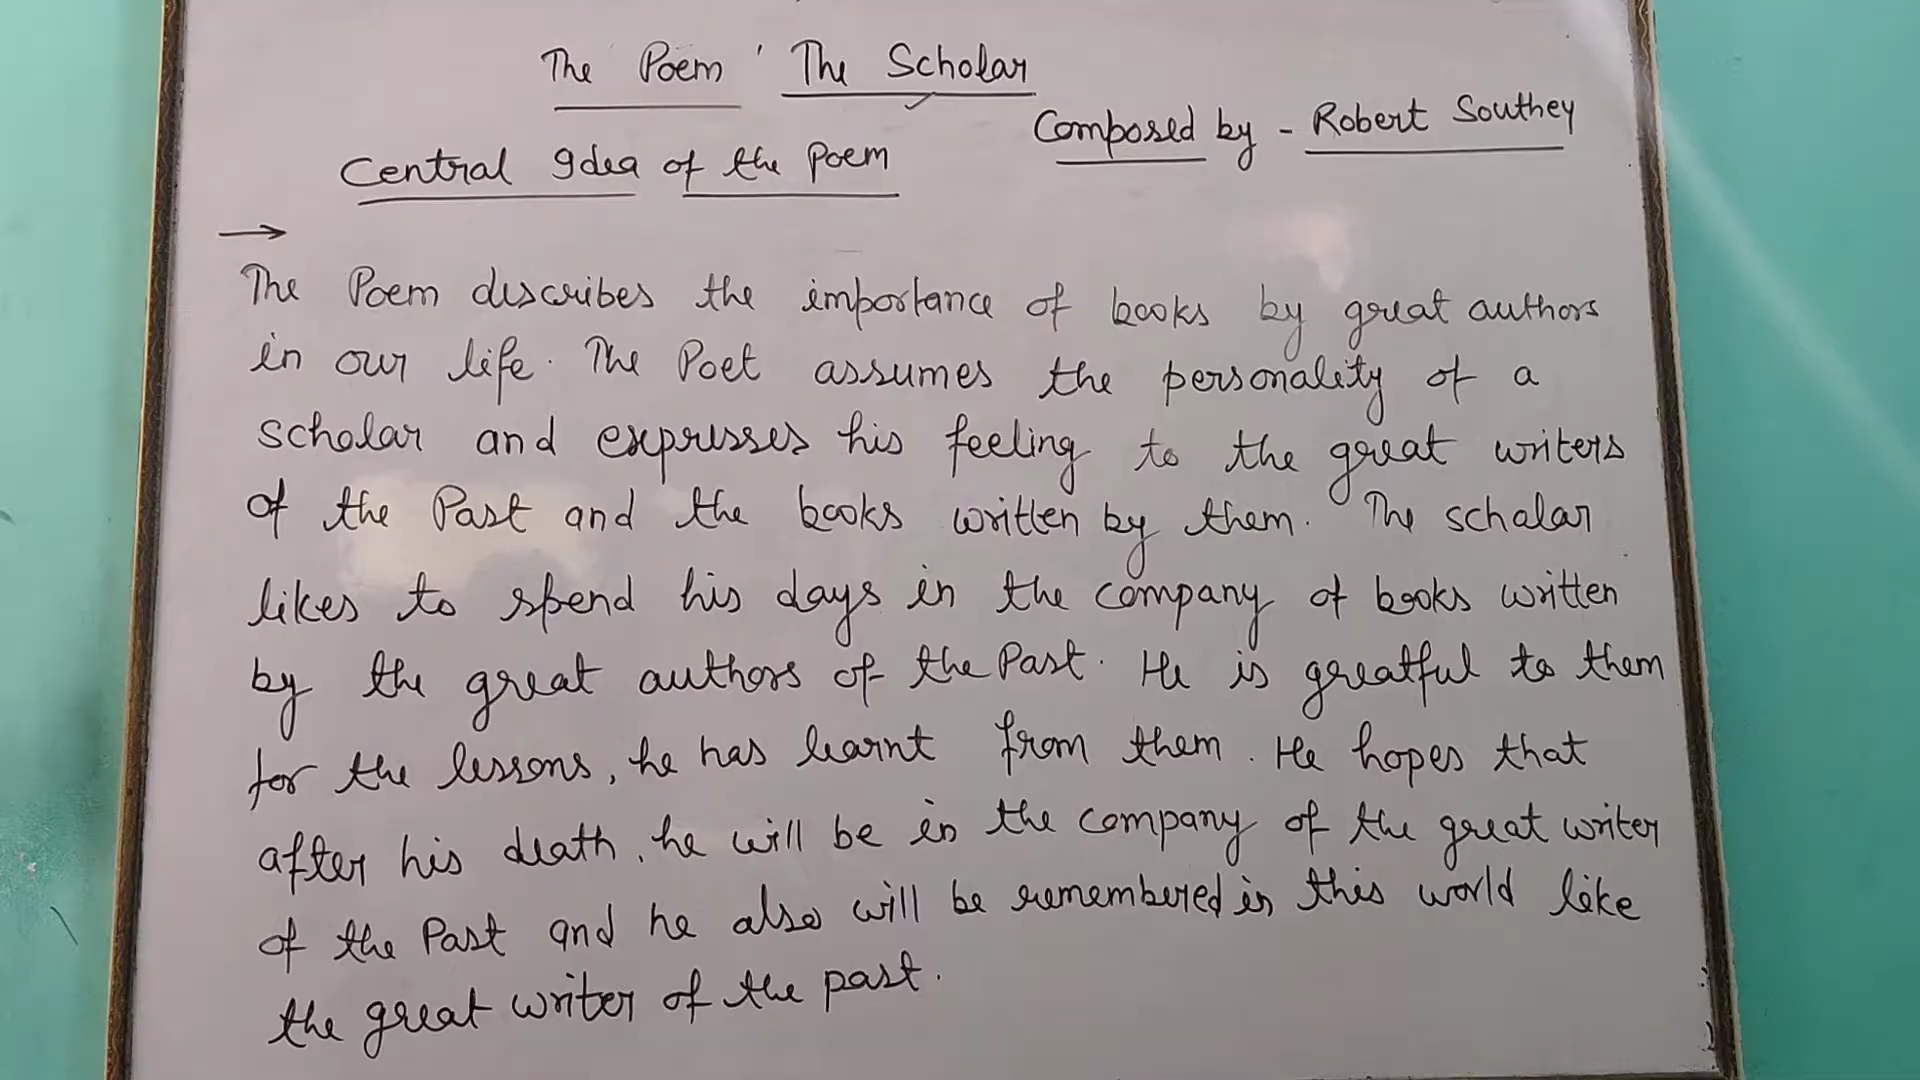 The Poem ' The Scholar
Composed by - Robert Southey
Central Idea of the Poem
→
The Poem describes the importance of books by great authors
in our life. The Poet assumes the personality of a
scholar and expresses his feeling to the great writers
of the Past and the books written by them. The schalar
likes to spend his days in the company of books written
by the great authors of the Past. He is greatful to them
for the lessons, he has learnt from them. He hopes that
after his death, he will be in the company of the great writer
of the Past and he also will be remembered in this world like
the great writer of the past.